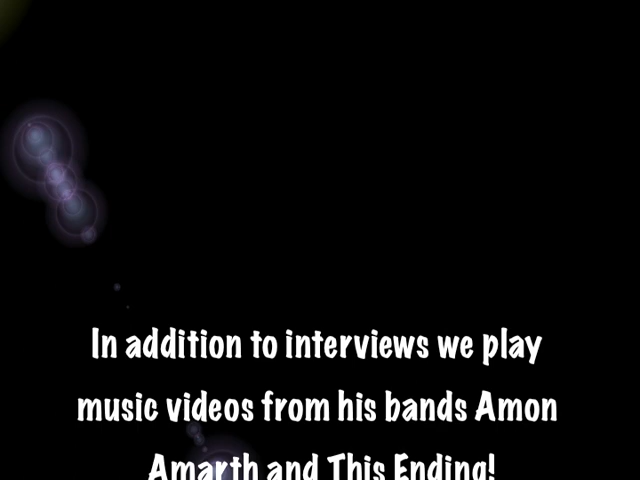 In addition to interviews we play
music videos from his bands Amon
Amarth and This Ending!